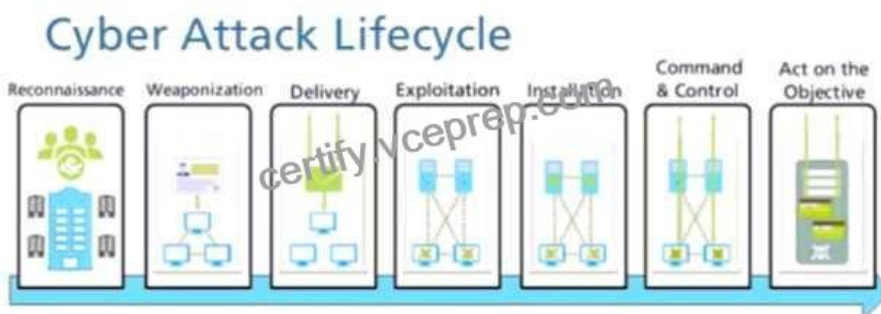 Cyber Attack Lifecycle
Reconnaissance
Weaponization
Delivery
Exploitation
Installation
Command
& Control
Act on the
Objective
certify.vceprep.com